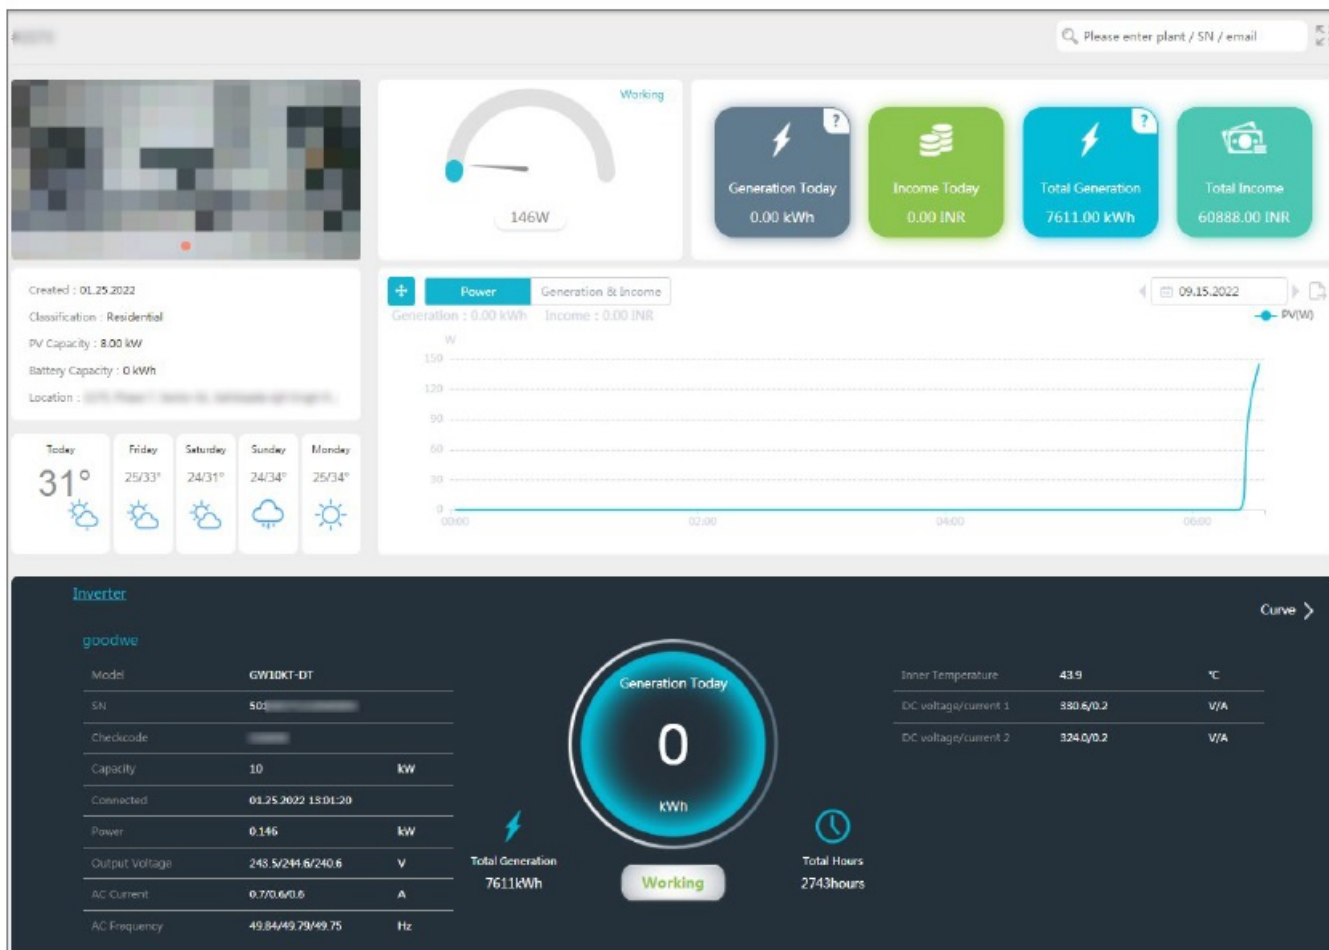 Please enter plant / SN / email
Working
146W
?
Generation Today
0.00 kWh
Income Today
0.00 INR
?
Total Generation
7611.00 kWh
Total Income
60888.00 INR
Created : 01.25.2022
Classification : Residential
PV Capacity : 8.00 kW
Battery Capacity : 0 kWh
Location :
Today
31°
Friday
25/33°
Saturday
24/31°
Sunday
24/34°
Monday
25/34°
Power
Generation & Income
09.15.2022
Generation : 0.00 kWh Income : 0.00 INR
PV(W)
W
150
120
90
60
30
0
00:00 02:00 04:00 06:00
Inverter
Curve
goodwe
Model GW10KT-DT
SN 501
Checkcode
Capacity 10 kW
Connected 01.25.2022 13:01:20
Power 0.146 kW
Output Voltage 243.5/244.6/240.6 V
AC Current 0.7/0.6/0.6 A
AC Frequency 49.84/49.79/49.75 Hz
Generation Today
0
kWh
Total Generation
7611kWh
Working
Total Hours
2743hours
Inner Temperature 43.9 °C
DC voltage/current 1 330.6/0.2 V/A
DC voltage/current 2 324.0/0.2 V/A